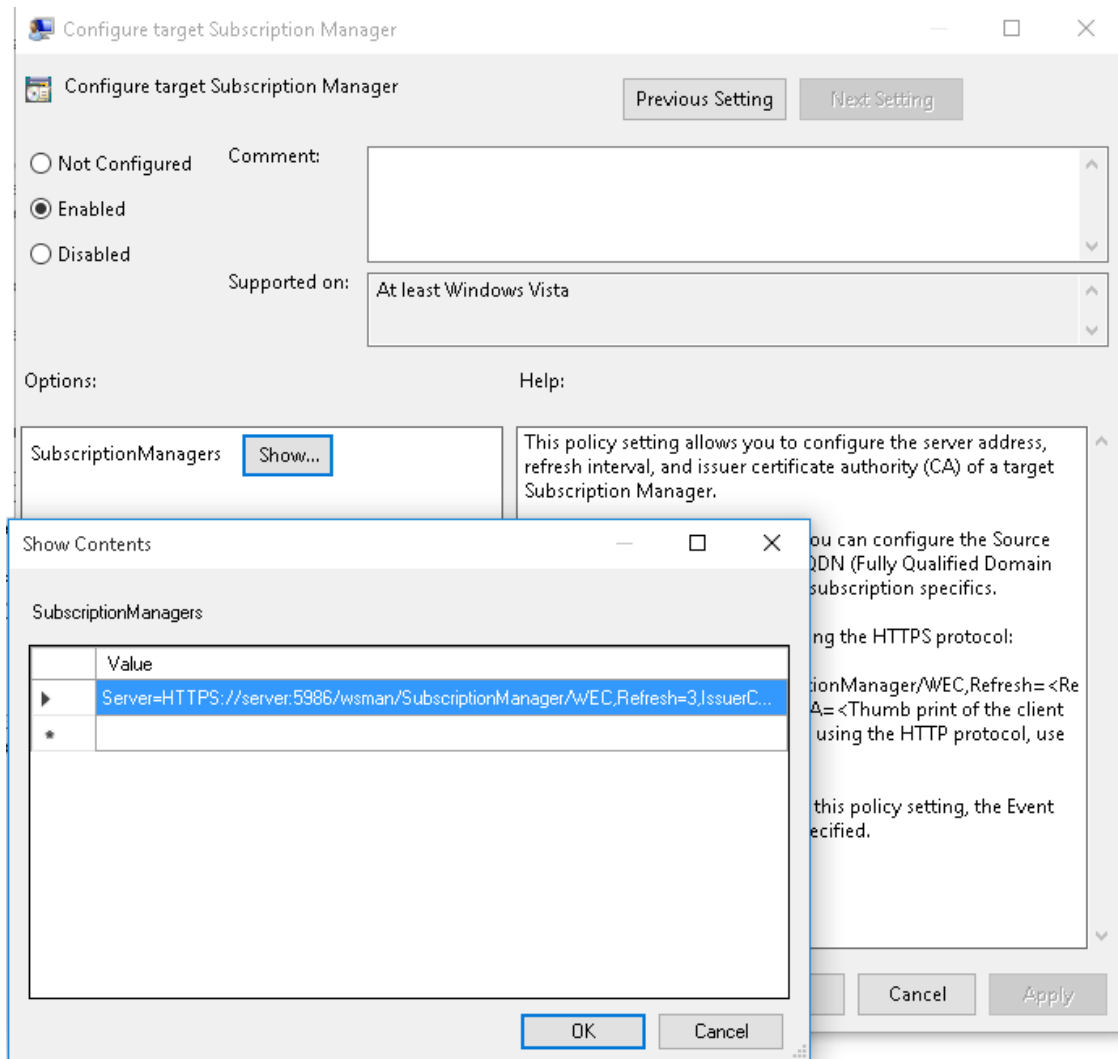 Configure target Subscription Manager
Configure target Subscription Manager
Previous Setting
Next Setting
Not Configured
Enabled
Disabled
Comment:
Supported on:
At least Windows Vista
Options:
Help:
SubscriptionManagers
Show...
This policy setting allows you to configure the server address,
refresh interval, and issuer certificate authority (CA) of a target
Subscription Manager.
ou can configure the Source
QDN (Fully Qualified Domain
subscription specifics.
ng the HTTPS protocol:
ionManager/WEC,Refresh=<Re
A=<Thumb print of the client
using the HTTP protocol, use
this policy setting, the Event
ecified.
Show Contents
SubscriptionManagers
Value
Server=HTTPS://server:5986/wsman/SubscriptionManager/WEC,Refresh=3,IssuerC...
OK
Cancel
Cancel
Apply